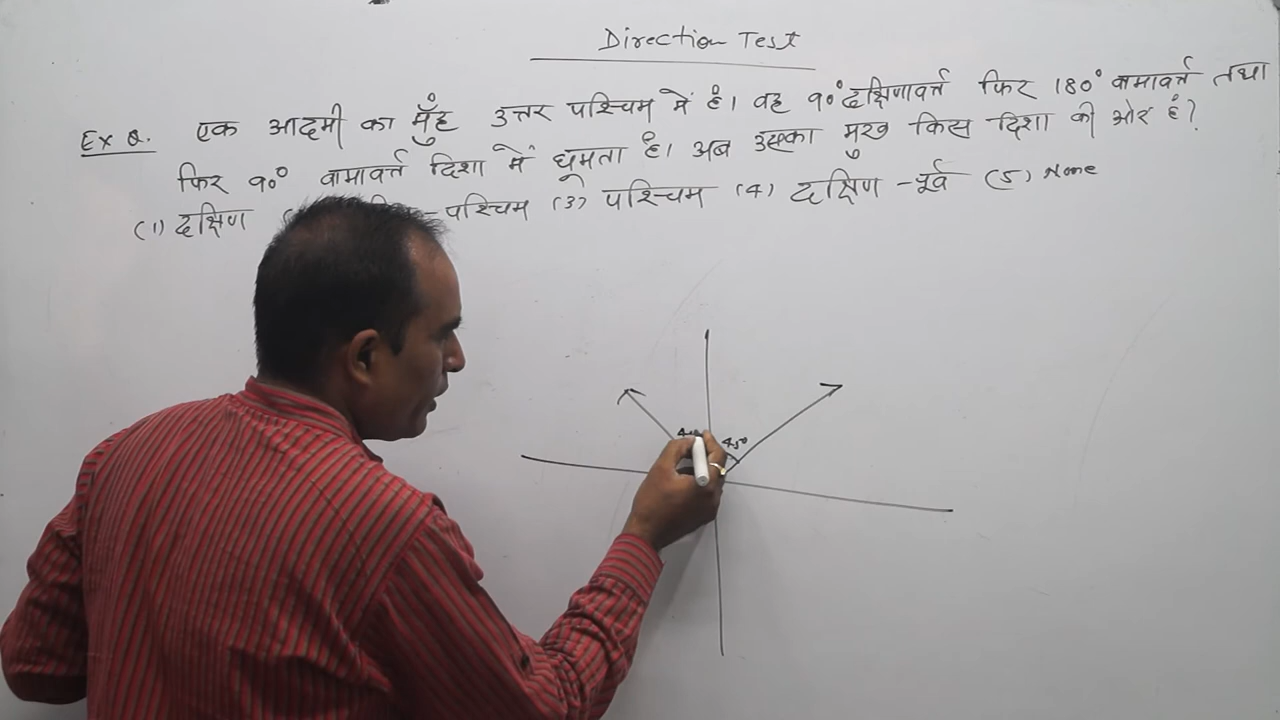 Direction Test
Ex Q. एक आदमी का मुँह उत्तर पश्चिम में है। वह 90° दक्षिणावर्त्त फिर 180° वामावर्त्त तथा
फिर 90° वामावर्त्त दिशा में घूमता है। अब उसका मुख किस दिशा की ओर है?
(1) दक्षिण - पश्चिम (3) पश्चिम (4) दक्षिण - पूर्व (5) None
45°